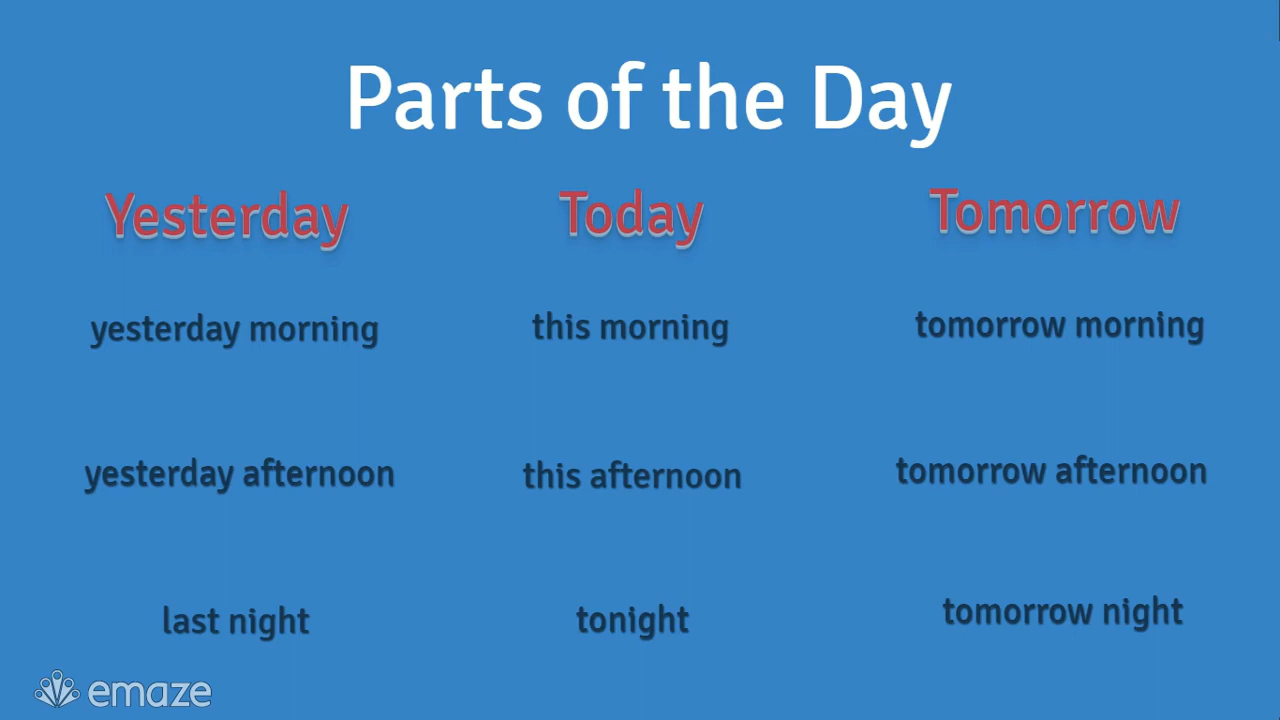 Parts of the Day
Yesterday Today Tomorrow
yesterday morning this morning tomorrow morning
yesterday afternoon this afternoon tomorrow afternoon
last night tonight tomorrow night
emaze